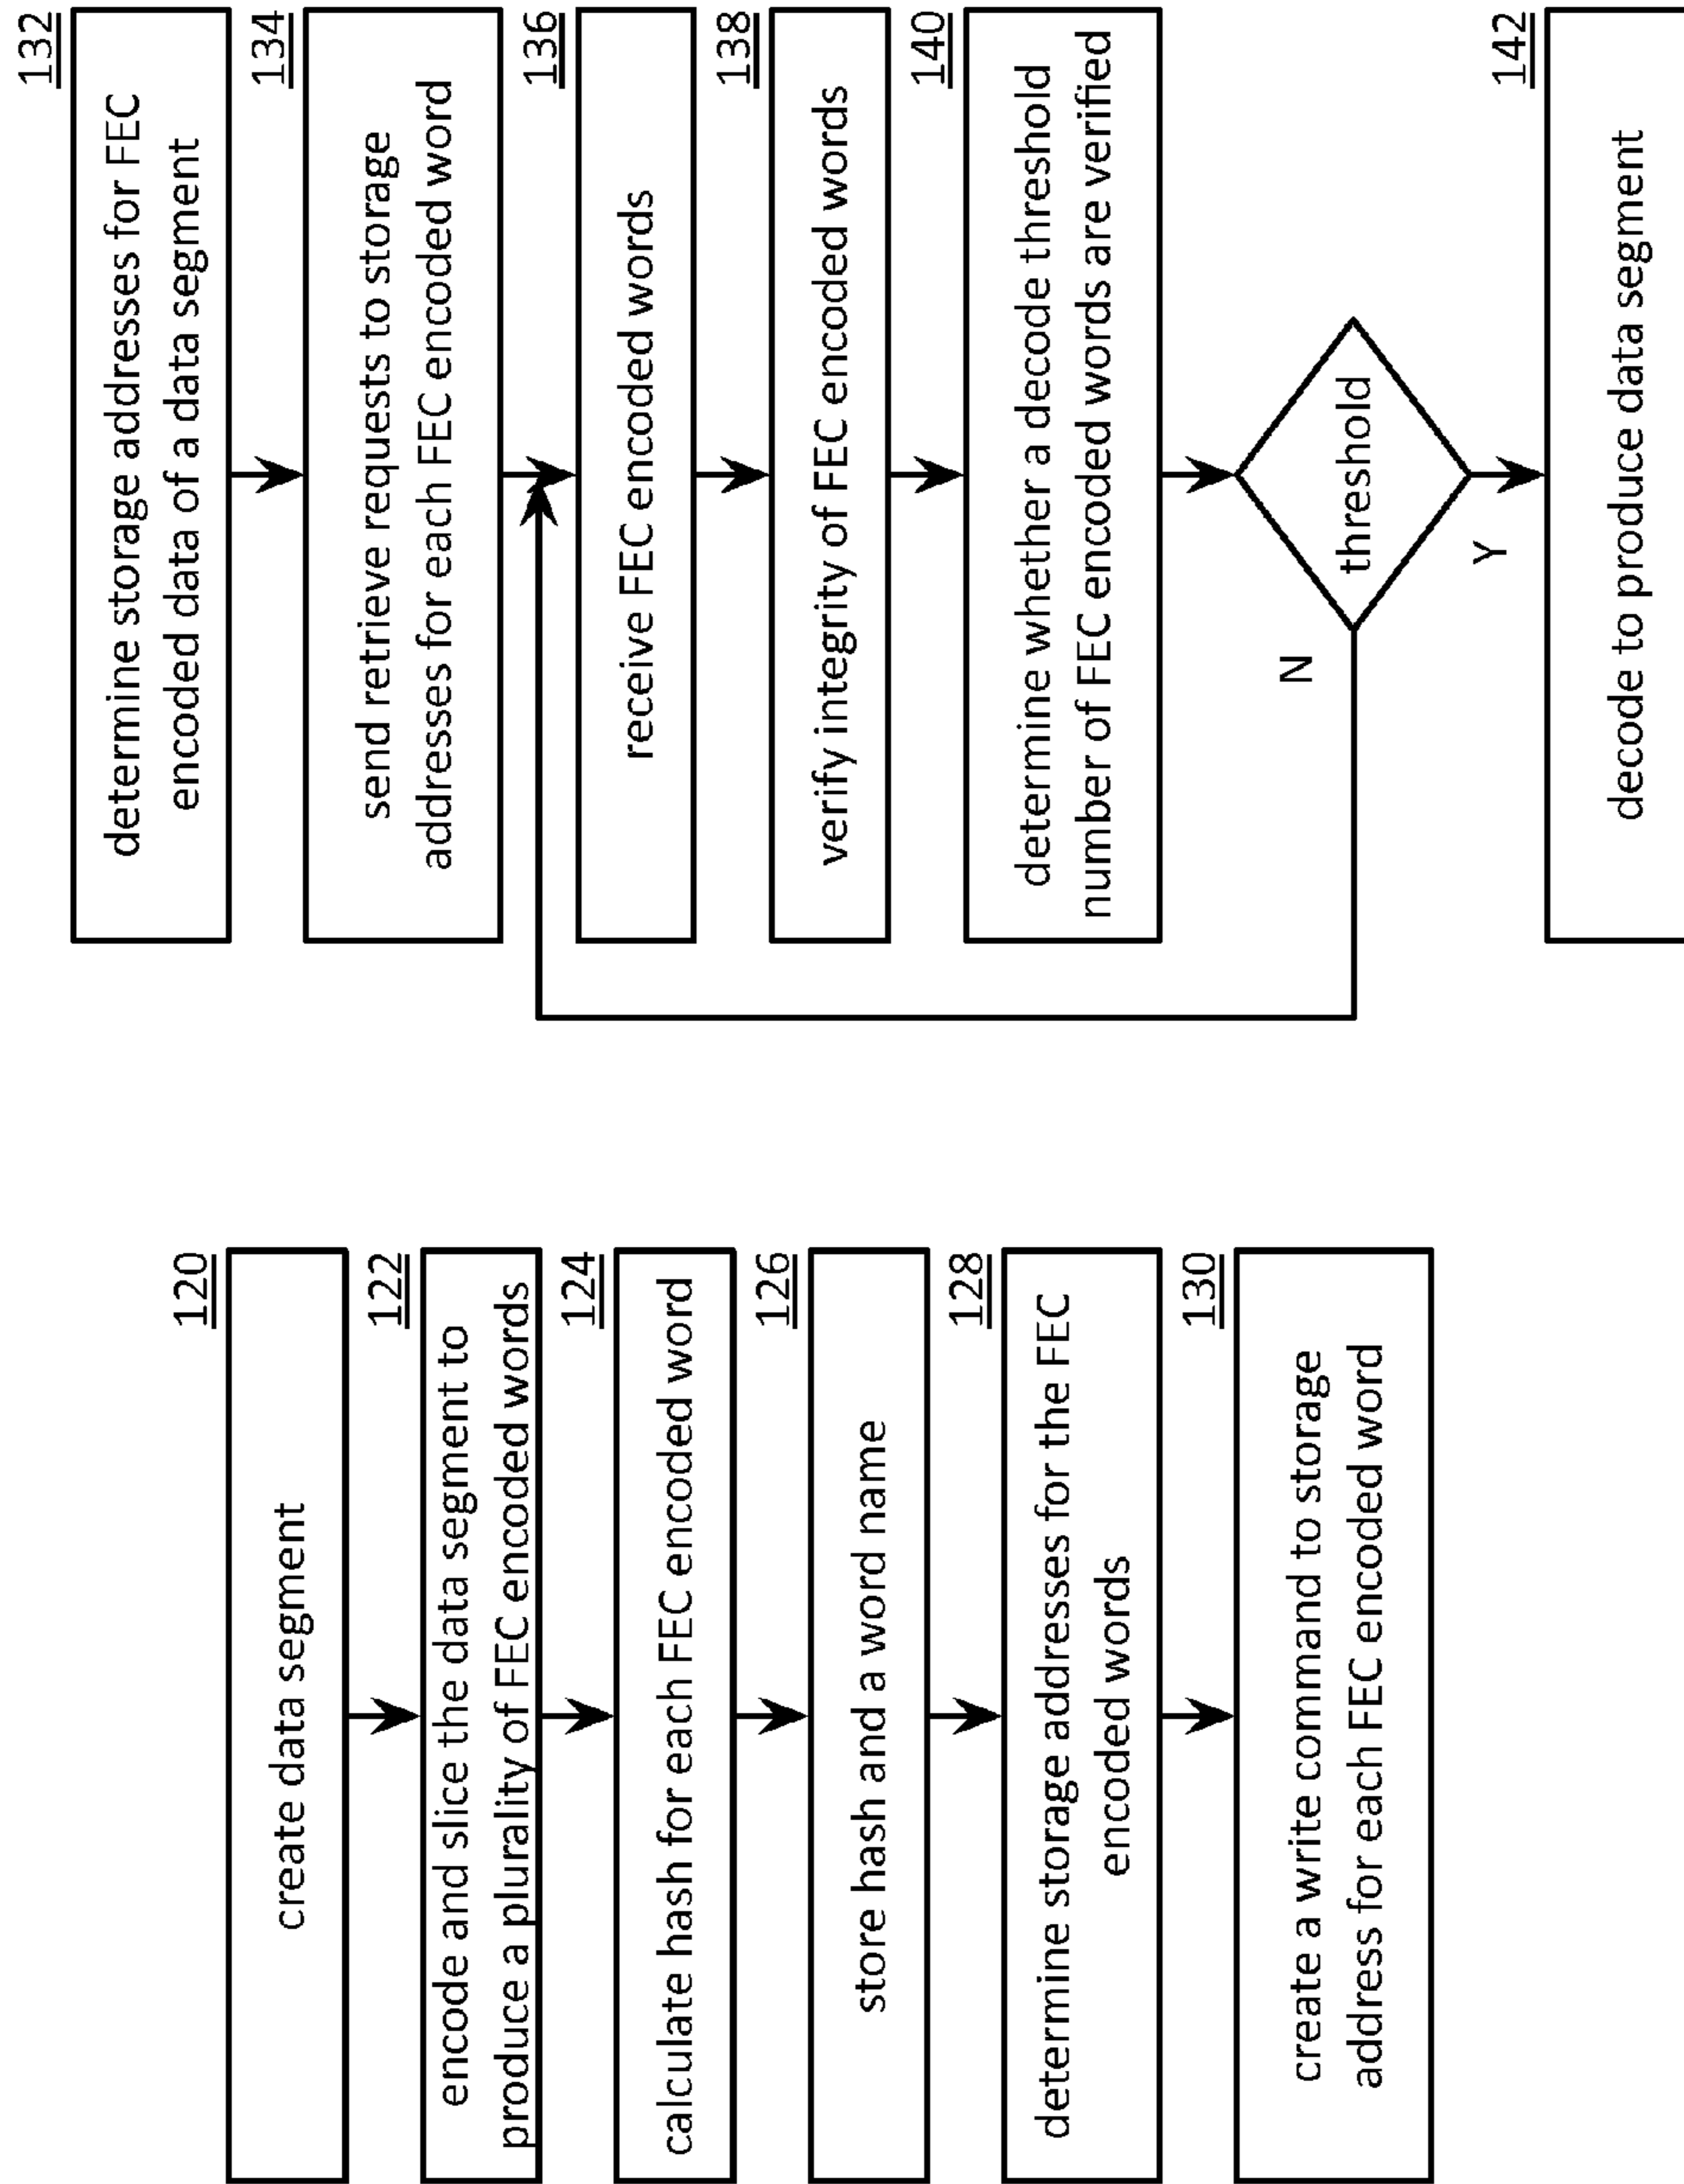 120
create data segment
122
encode and slice the data segment to
produce a plurality of FEC encoded words
124
calculate hash for each FEC encoded word
126
store hash and a word name
128
determine storage addresses for the FEC
encoded words
130
create a write command to storage
address for each FEC encoded word
132
determine storage addresses for FEC
encoded data of a data segment
134
send retrieve requests to storage
addresses for each FEC encoded word
136
receive FEC encoded words
138
verify integrity of FEC encoded words
140
determine whether a decode threshold
number of FEC encoded words are verified
threshold
N
Y
142
decode to produce data segment